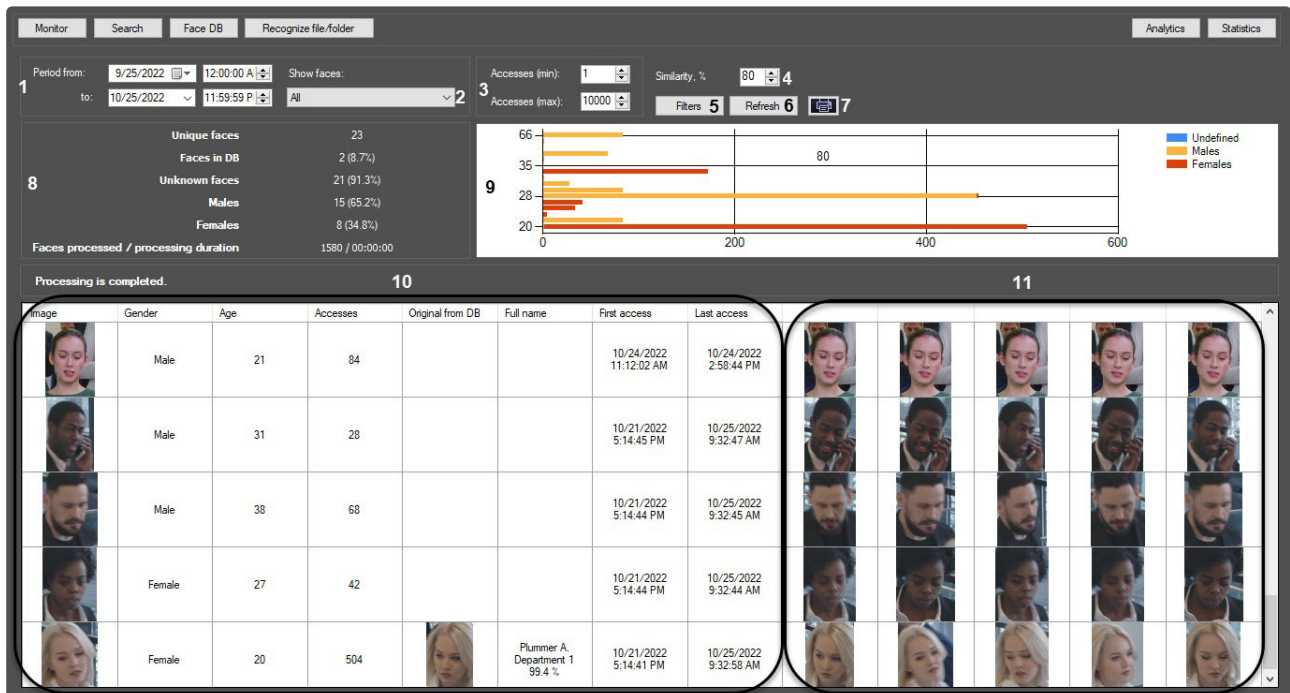 Monitor Search Face DB Recognize file/folder Analytics Statistics
Period from: 9/25/2022 12:00:00 A Show faces: Accesses (min): 1 Similarity, % 80 4
1 to: 10/25/2022 11:59:59 P All 2 3 Accesses (max): 10000 Filters 5 Refresh 6 7
Unique faces 23
Faces in DB 2 (8.7%)
8 Unknown faces 21 (91.3%)
Males 15 (65.2%)
Females 8 (34.8%)
Faces processed / processing duration 1580 / 00:00:00
9
66
35
28
20
0 200 400 600
80
Undefined
Males
Females
Processing is completed. 10 11
Image Gender Age Accesses Original from DB Full name First access Last access
Male 21 84 10/24/2022 10/24/2022
11:12:02 AM 2:58:44 PM
Male 31 28 10/21/2022 10/25/2022
5:14:45 PM 9:32:47 AM
Male 38 68 10/21/2022 10/25/2022
5:14:44 PM 9:32:45 AM
Female 27 42 10/21/2022 10/25/2022
5:14:44 PM 9:32:44 AM
Female 20 504 Plummer A. 10/21/2022 10/25/2022
Department 1 5:14:41 PM 9:32:58 AM
99.4 %